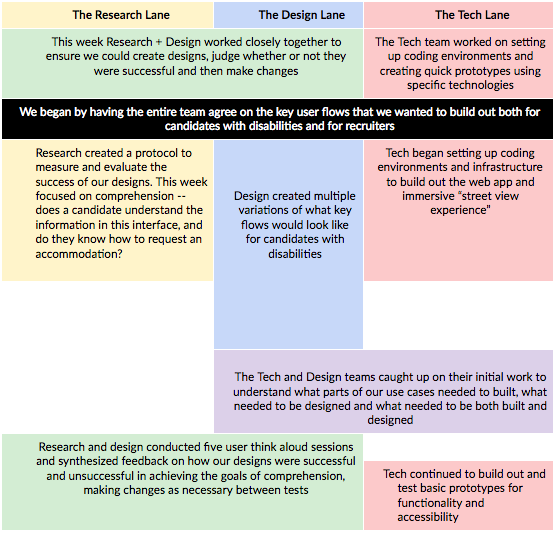 The Research Lane
The Design Lane
The Tech Lane
This week Research + Design worked closely together to
ensure we could create designs, judge whether or not they
were successful and then make changes
The Tech team worked on setting
up coding environments and
creating quick prototypes using
specific technologies
We began by having the entire team agree on the key user flows that we wanted to build out both for
candidates with disabilities and for recruiters
Research created a protocol to
measure and evaluate the
success of our designs. This week
focused on comprehension --
does a candidate understand the
information in this interface, and
do they know how to request an
accommodation?
Design created multiple
variations of what key
flows would look like
for candidates with
disabilities
Tech began setting up coding
environments and infrastructure
to build out the web app and
immersive “street view
experience”
The Tech and Design teams caught up on their initial work to
understand what parts of our use cases needed to built, what
needed to be designed and what needed to be both built and
designed
Research and design conducted five user think aloud sessions
and synthesized feedback on how our designs were successful
and unsuccessful in achieving the goals of comprehension,
making changes as necessary between tests
Tech continued to build out and
test basic prototypes for
functionality and
accessibility